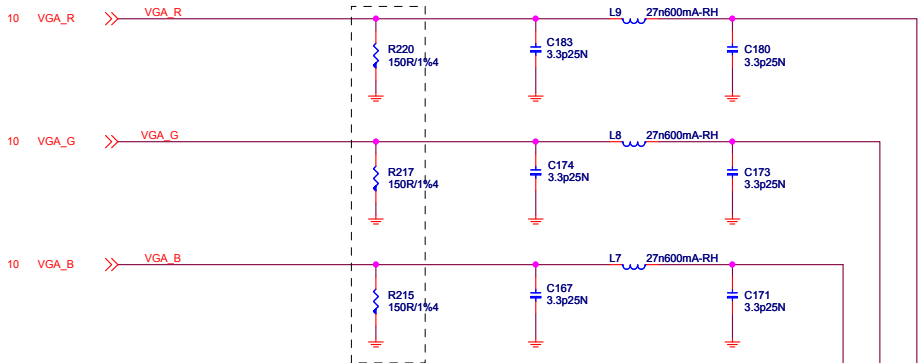 10 VGA_R VGA_R L9 27n600mA-RH
R220 C183 C180
150R/1%4 3.3p25N 3.3p25N
10 VGA_G VGA_G L8 27n600mA-RH
R217 C174 C173
150R/1%4 3.3p25N 3.3p25N
10 VGA_B VGA_B L7 27n600mA-RH
R215 C167 C171
150R/1%4 3.3p25N 3.3p25N